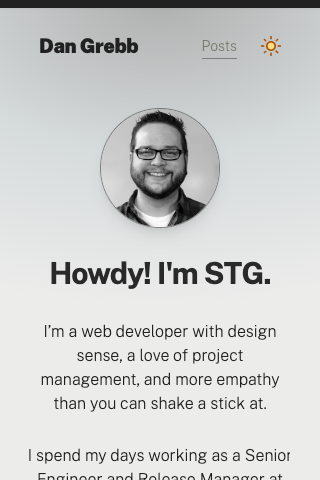 Dan Grebb
Posts
Howdy! I'm STG.
I’m a web developer with design
sense, a love of project
management, and more empathy
than you can shake a stick at.
I spend my days working as a Senior
Engineer and Release Manager at